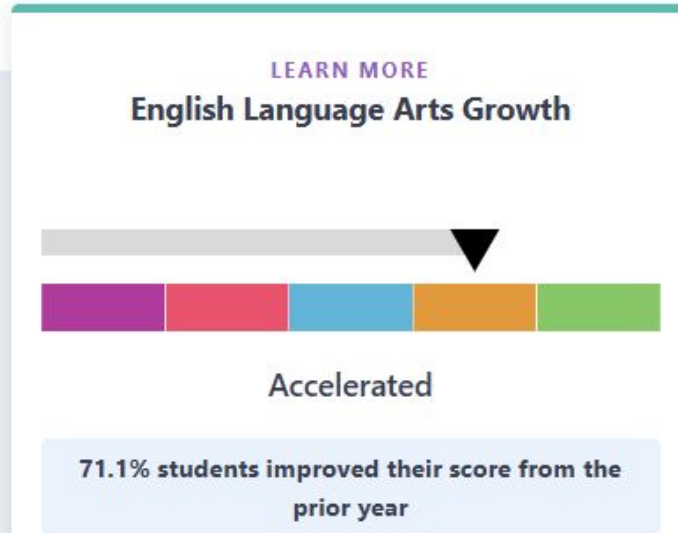 LEARN MORE
English Language Arts Growth
Accelerated
71.1% students improved their score from the
prior year